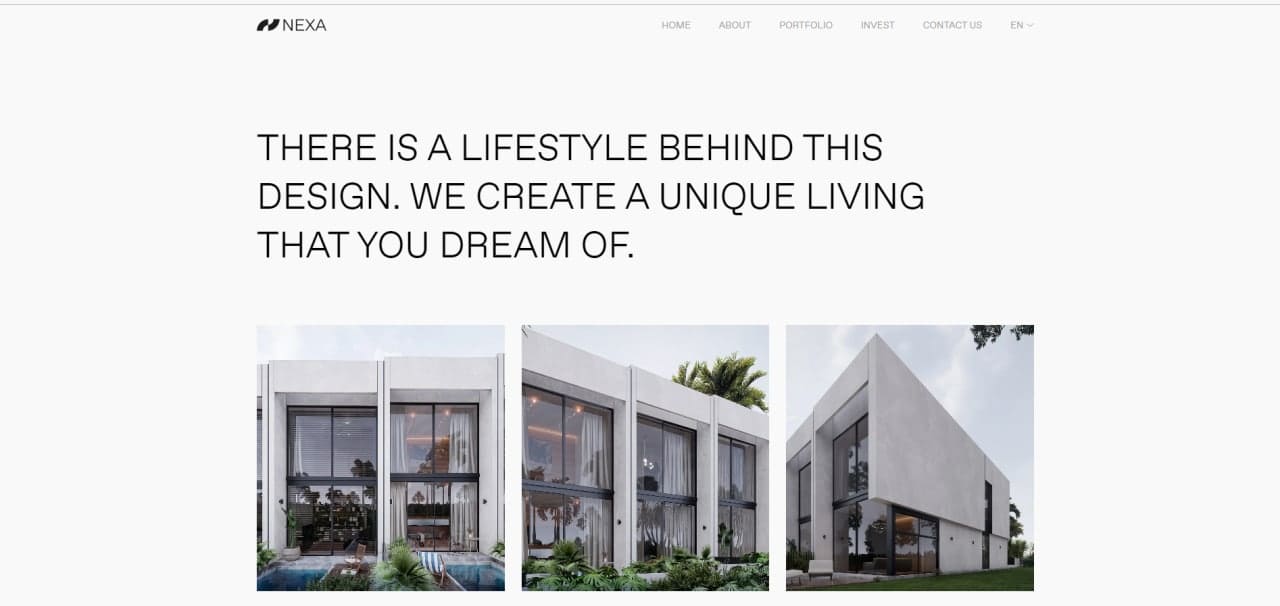 NEXA
HOME ABOUT PORTFOLIO INVEST CONTACT US EN
THERE IS A LIFESTYLE BEHIND THIS
DESIGN. WE CREATE A UNIQUE LIVING
THAT YOU DREAM OF.